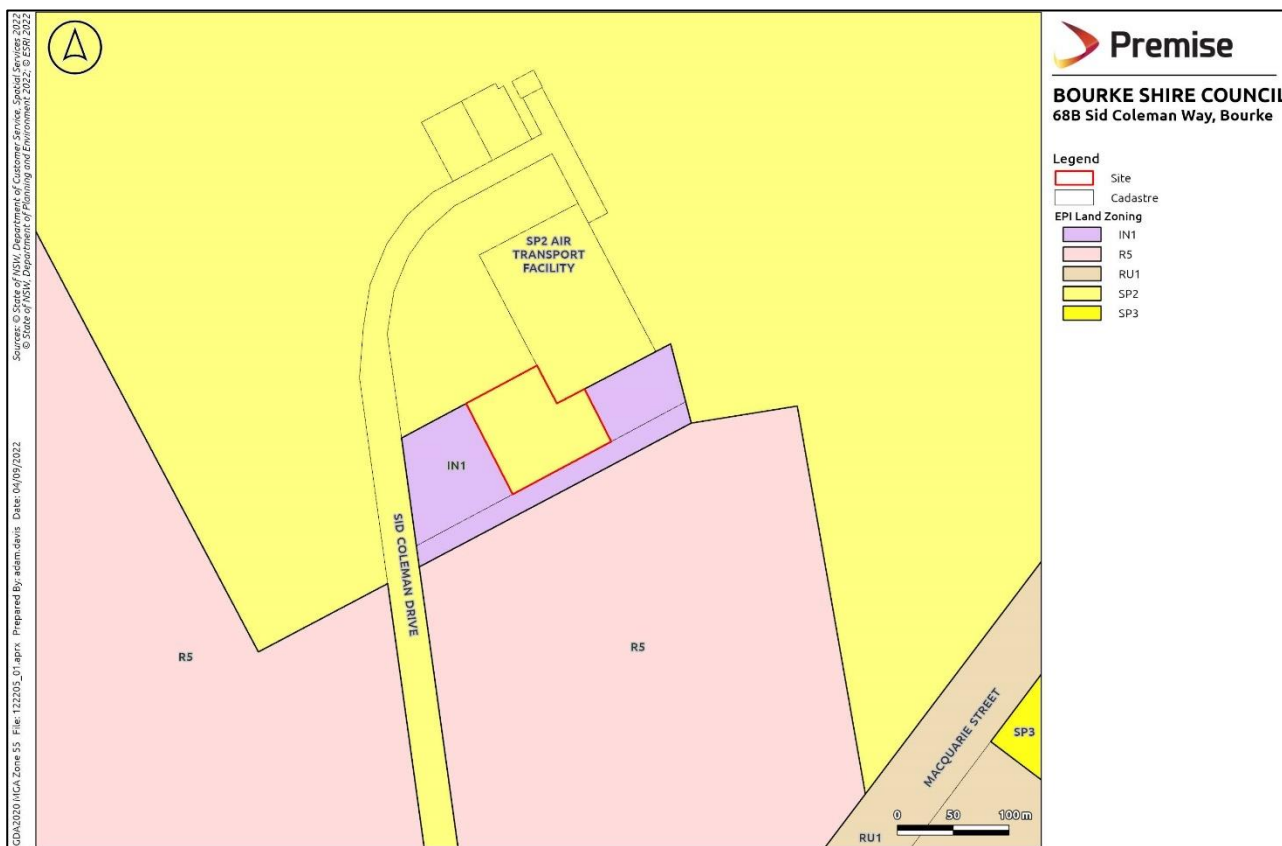 Sources: © State of NSW, Department of Customer Service, Spatial Services 2022
© State of NSW, Department of Planning and Environment 2022; © ESRI 2022
GDA2020 MGA Zone 55 File: 122205_01.aprx Prepared By: adam.davis Date: 04/09/2022
SP2 AIR
TRANSPORT
FACILITY
IN1
SID COLEMAN DRIVE
R5
R5
MACQUARIE STREET
SP3
RU1
0 50 100 m
Premise
BOURKE SHIRE COUNCIL
68B Sid Coleman Way, Bourke
Legend
Site
Cadastre
EPI Land Zoning
IN1
R5
RU1
SP2
SP3